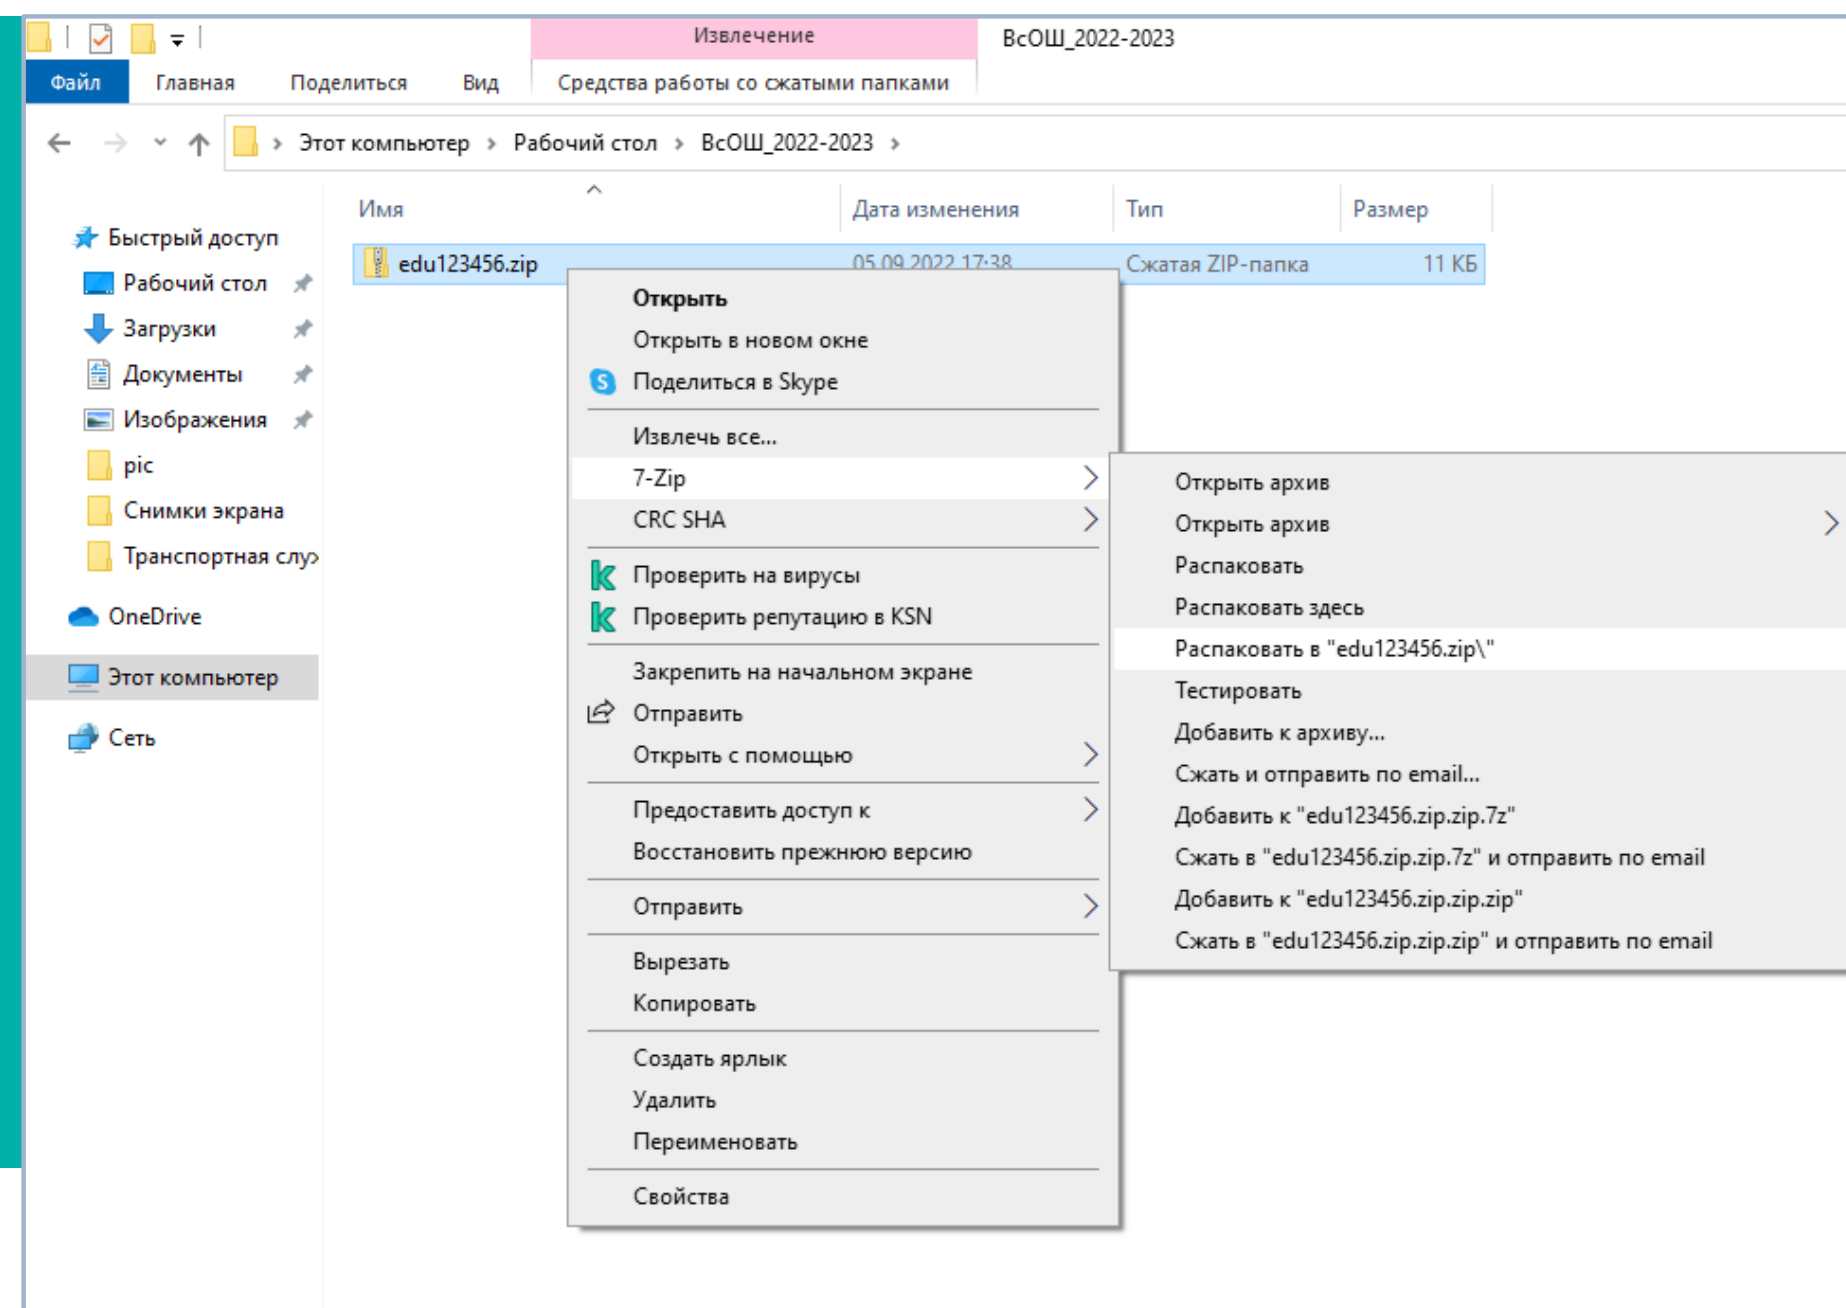 Извлечение
ВсОШ_2022-2023
Файл
Главная
Поделиться
Вид
Средства работы со сжатыми папками
Этот компьютер
Рабочий стол
ВсОШ_2022-2023
Имя
Дата изменения
Тип
Размер
Быстрый доступ
Рабочий стол
Загрузки
Документы
Изображения
pic
Снимки экрана
Транспортная слу
OneDrive
Этот компьютер
Сеть
edu123456.zip
05.09.2022 17:38
Сжатая ZIP-папка
11 КБ
Открыть
Открыть в новом окне
Поделиться в Skype
Извлечь все...
7-Zip
CRC SHA
Проверить на вирусы
Проверить репутацию в KSN
Закрепить на начальном экране
Отправить
Открыть с помощью
Предоставить доступ к
Восстановить прежнюю версию
Отправить
Вырезать
Копировать
Создать ярлык
Удалить
Переименовать
Свойства
Открыть архив
Открыть архив
Распаковать
Распаковать здесь
Распаковать в "edu123456.zip\"
Тестировать
Добавить к архиву...
Сжать и отправить по email...
Добавить к "edu123456.zip.zip.7z"
Сжать в "edu123456.zip.zip.7z" и отправить по email
Добавить к "edu123456.zip.zip.zip"
Сжать в "edu123456.zip.zip.zip" и отправить по email